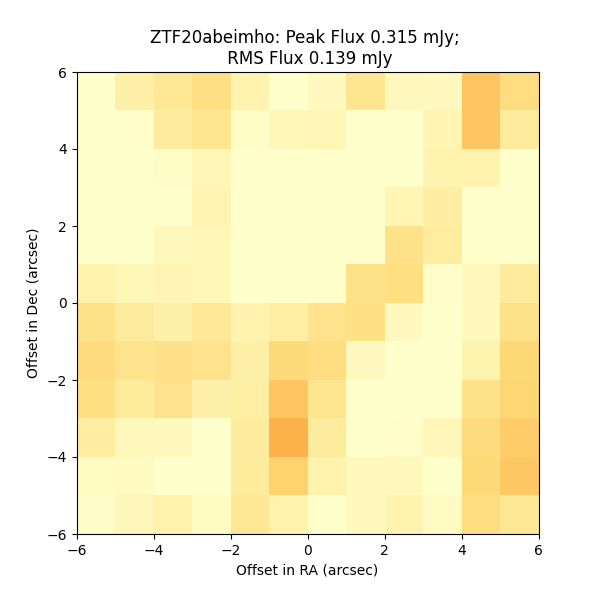 ZTF20abeimho: Peak Flux 0.315 mJy;
RMS Flux 0.139 mJy
6
4
2
0
−2
−4
−6
Offset in Dec (arcsec)
−6 −4 −2 0 2 4 6
Offset in RA (arcsec)